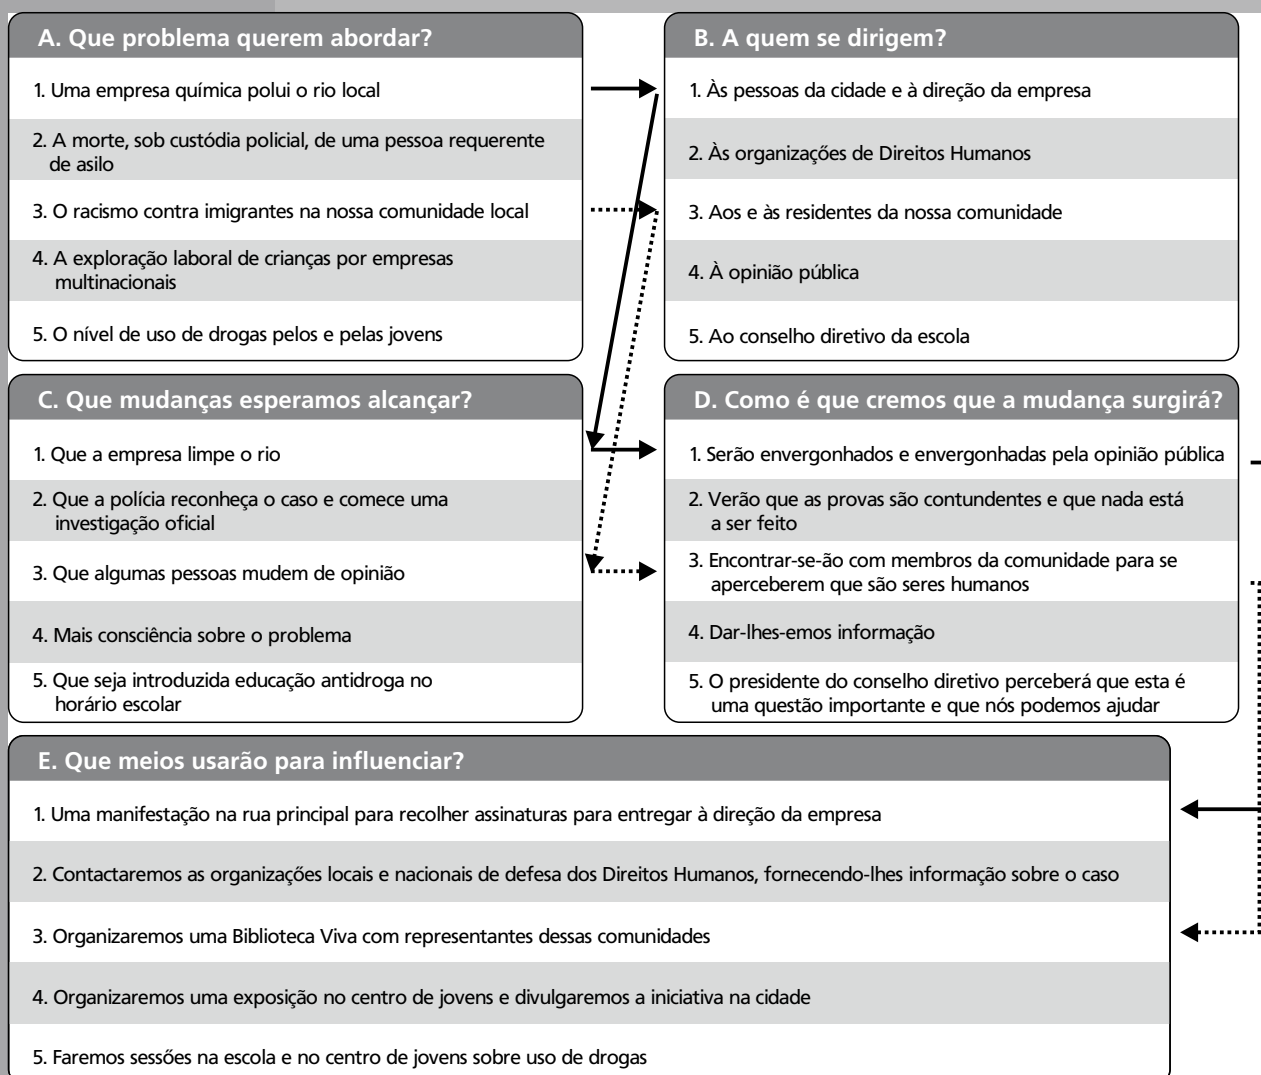 A. Que problema querem abordar?
1. Uma empresa química polui o rio local
2. A morte, sob custódia policial, de uma pessoa requerente
de asilo
3. O racismo contra imigrantes na nossa comunidade local
4. A exploração laboral de crianças por empresas
multinacionais
5. O nível de uso de drogas pelos e pelas jovens
B. A quem se dirigem?
1. Às pessoas da cidade e à direção da empresa
2. Às organizações de Direitos Humanos
3. Aos e às residentes da nossa comunidade
4. À opinião pública
5. Ao conselho diretivo da escola
C. Que mudanças esperamos alcançar?
1. Que a empresa limpe o rio
2. Que a polícia reconheça o caso e comece uma
investigação oficial
3. Que algumas pessoas mudem de opinião
4. Mais consciência sobre o problema
5. Que seja introduzida educação antidroga no
horário escolar
D. Como é que cremos que a mudança surgirá?
1. Serão envergonhados e envergonhadas pela opinião pública
2. Verão que as provas são contundentes e que nada está
a ser feito
3. Encontrar-se-ão com membros da comunidade para se
aperceberem que são seres humanos
4. Dar-lhes-emos informação
5. O presidente do conselho diretivo perceberá que esta é
uma questão importante e que nós podemos ajudar
E. Que meios usarão para influenciar?
1. Uma manifestação na rua principal para recolher assinaturas para entregar à direção da empresa
2. Contactaremos as organizações locais e nacionais de defesa dos Direitos Humanos, fornecendo-lhes informação sobre o caso
3. Organizaremos uma Biblioteca Viva com representantes dessas comunidades
4. Organizaremos uma exposição no centro de jovens e divulgaremos a iniciativa na cidade
5. Faremos sessões na escola e no centro de jovens sobre uso de drogas